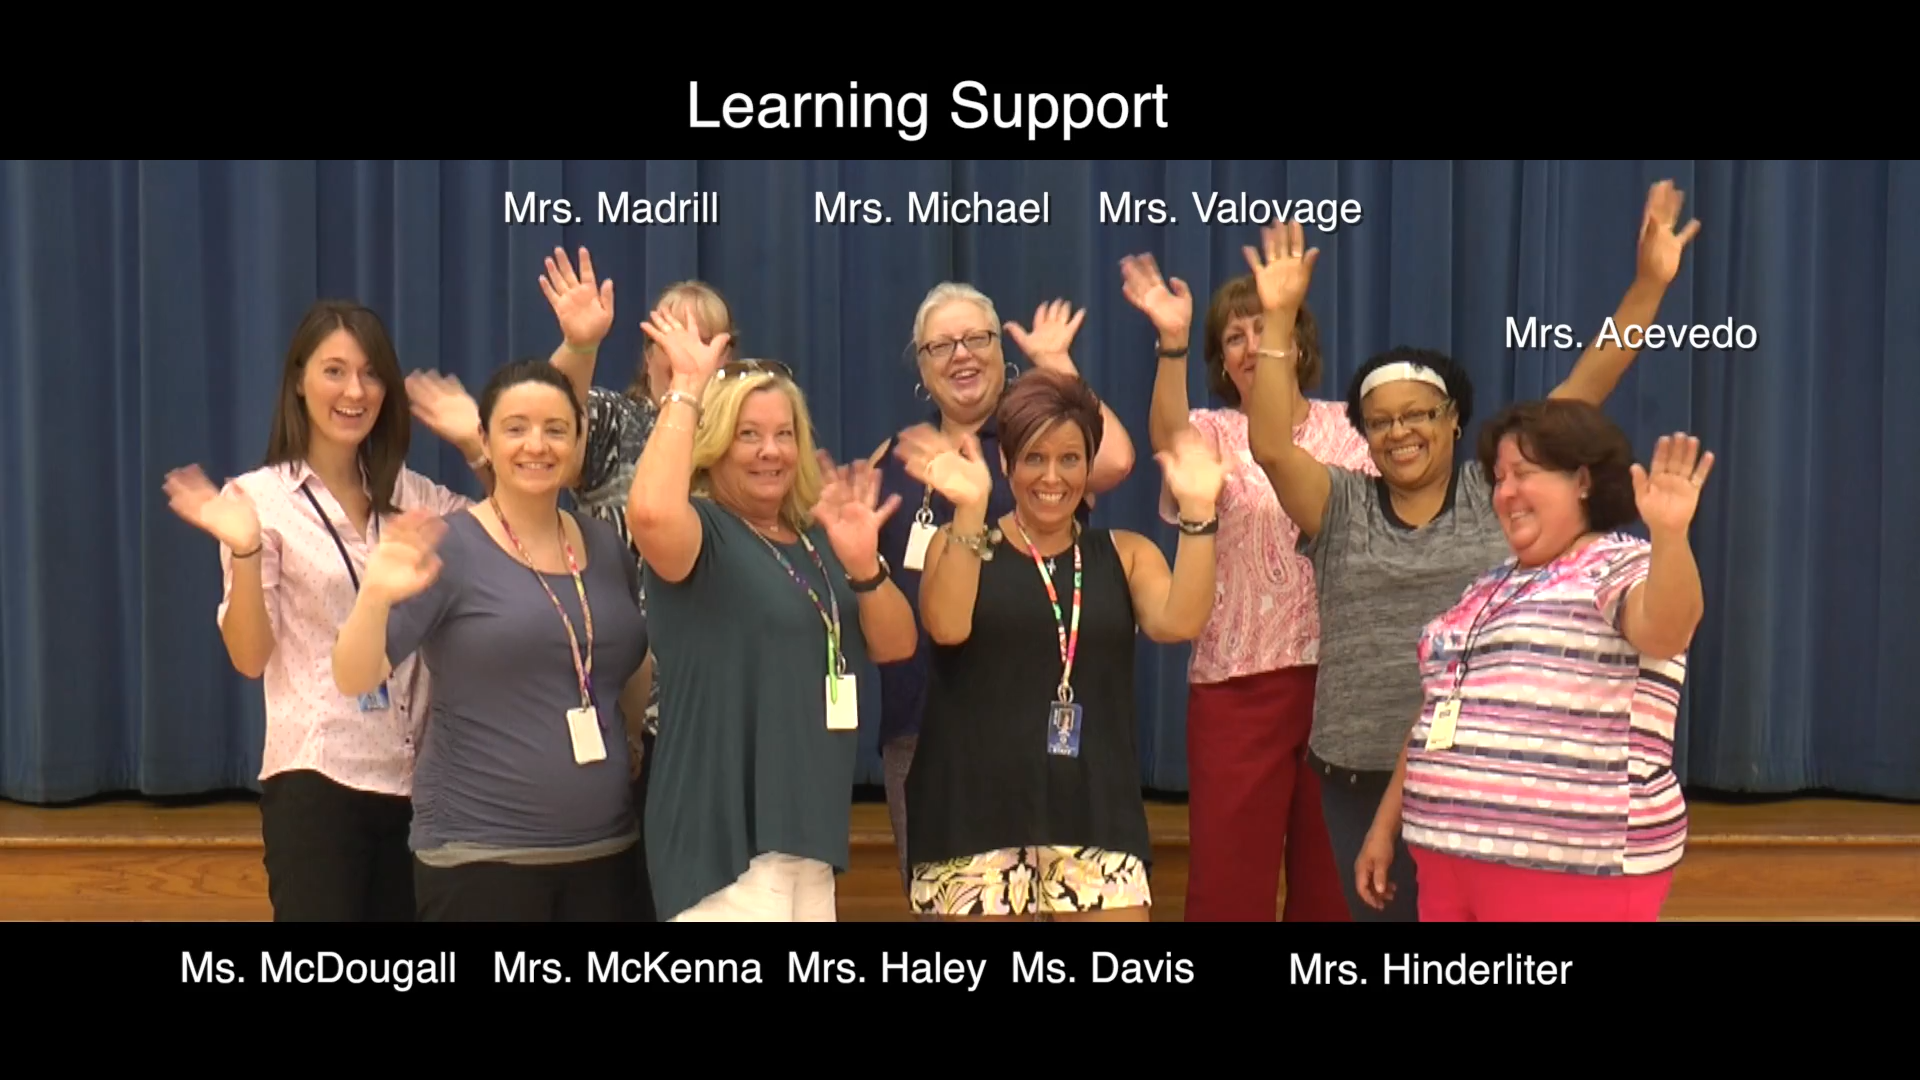 Learning Support
Mrs. Madrill Mrs. Michael Mrs. Valovage
Mrs. Acevedo
Ms. McDougall Mrs. McKenna Mrs. Haley Ms. Davis Mrs. Hinderliter